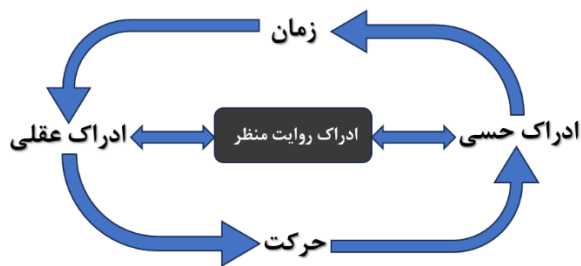 زمان
ادراک حسی
ادراک روایت منظر
ادراک عقلی
حرکت